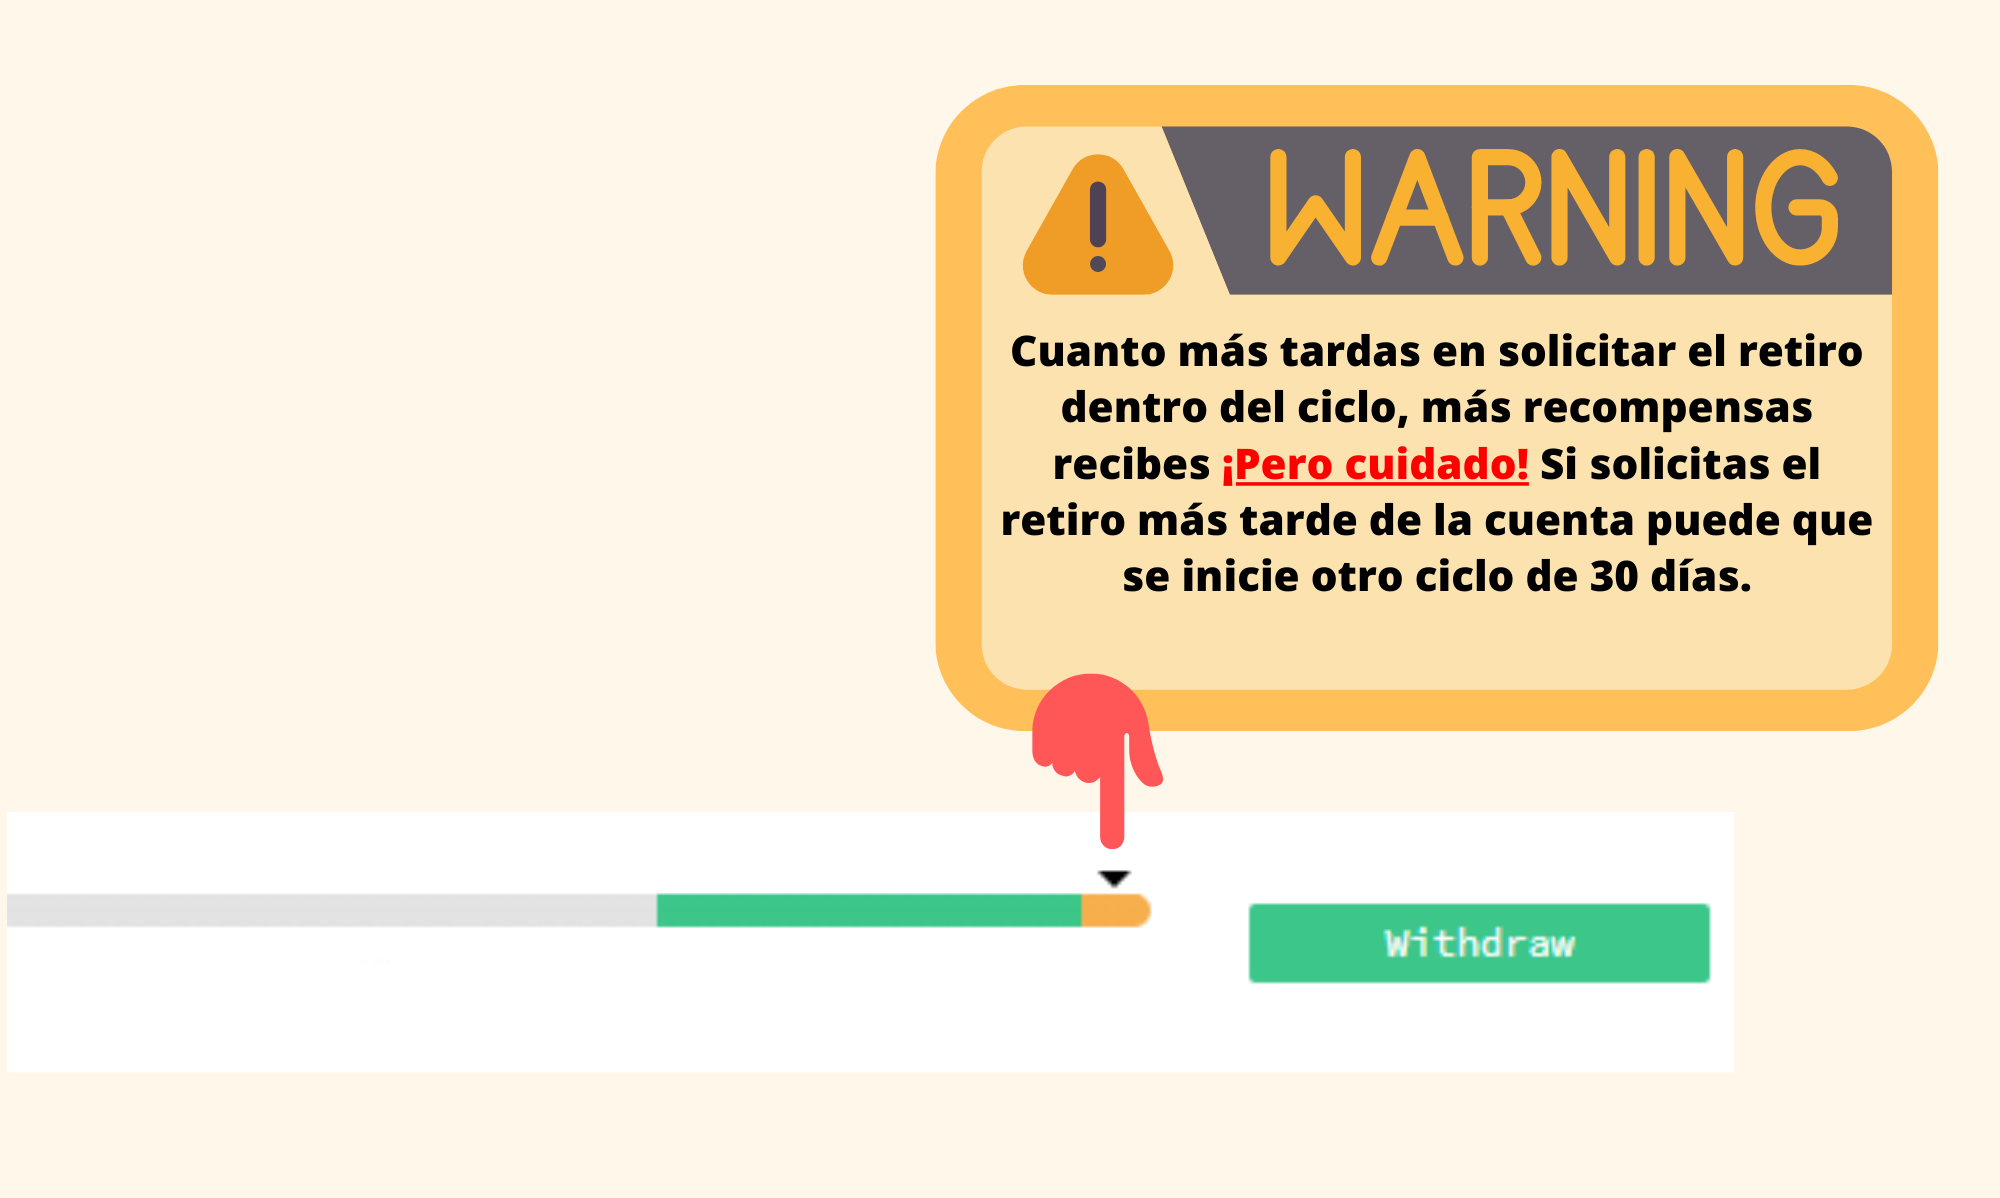 WARNING
Cuanto más tardas en solicitar el retiro
dentro del ciclo, más recompensas
recibes ¡Pero cuidado! Si solicitas el
retiro más tarde de la cuenta puede que
se inicie otro ciclo de 30 días.
Withdraw